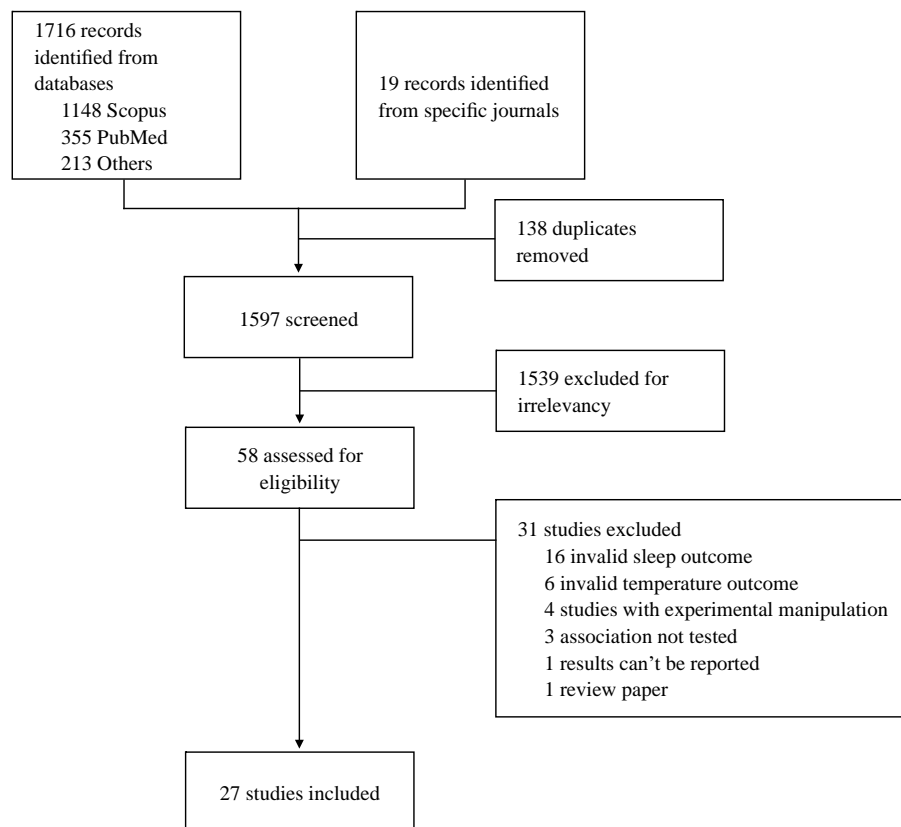 1716 records
identified from
databases
1148 Scopus
355 PubMed
213 Others
19 records identified
from specific journals
138 duplicates
removed
1597 screened
1539 excluded for
irrelevancy
58 assessed for
eligibility
31 studies excluded
16 invalid sleep outcome
6 invalid temperature outcome
4 studies with experimental manipulation
3 association not tested
1 results can’t be reported
1 review paper
27 studies included